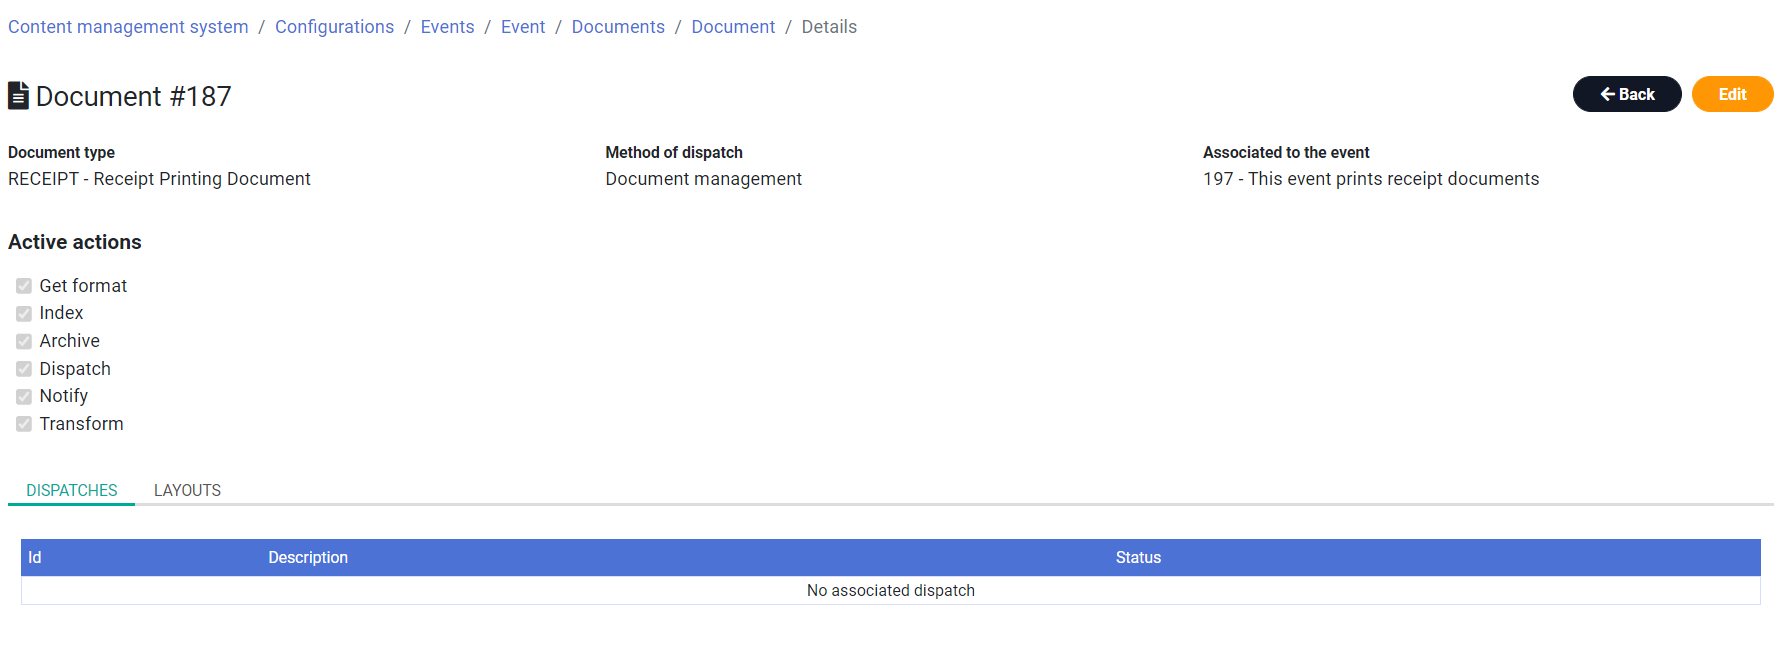 Content management system / Configurations / Events / Event / Documents / Document / Details
Document #187
Back
Edit
Document type
RECEIPT - Receipt Printing Document
Method of dispatch
Document management
Associated to the event
197 - This event prints receipt documents
Active actions
Get format
Index
Archive
Dispatch
Notify
Transform
DISPATCHES LAYOUTS
Id Description Status
No associated dispatch